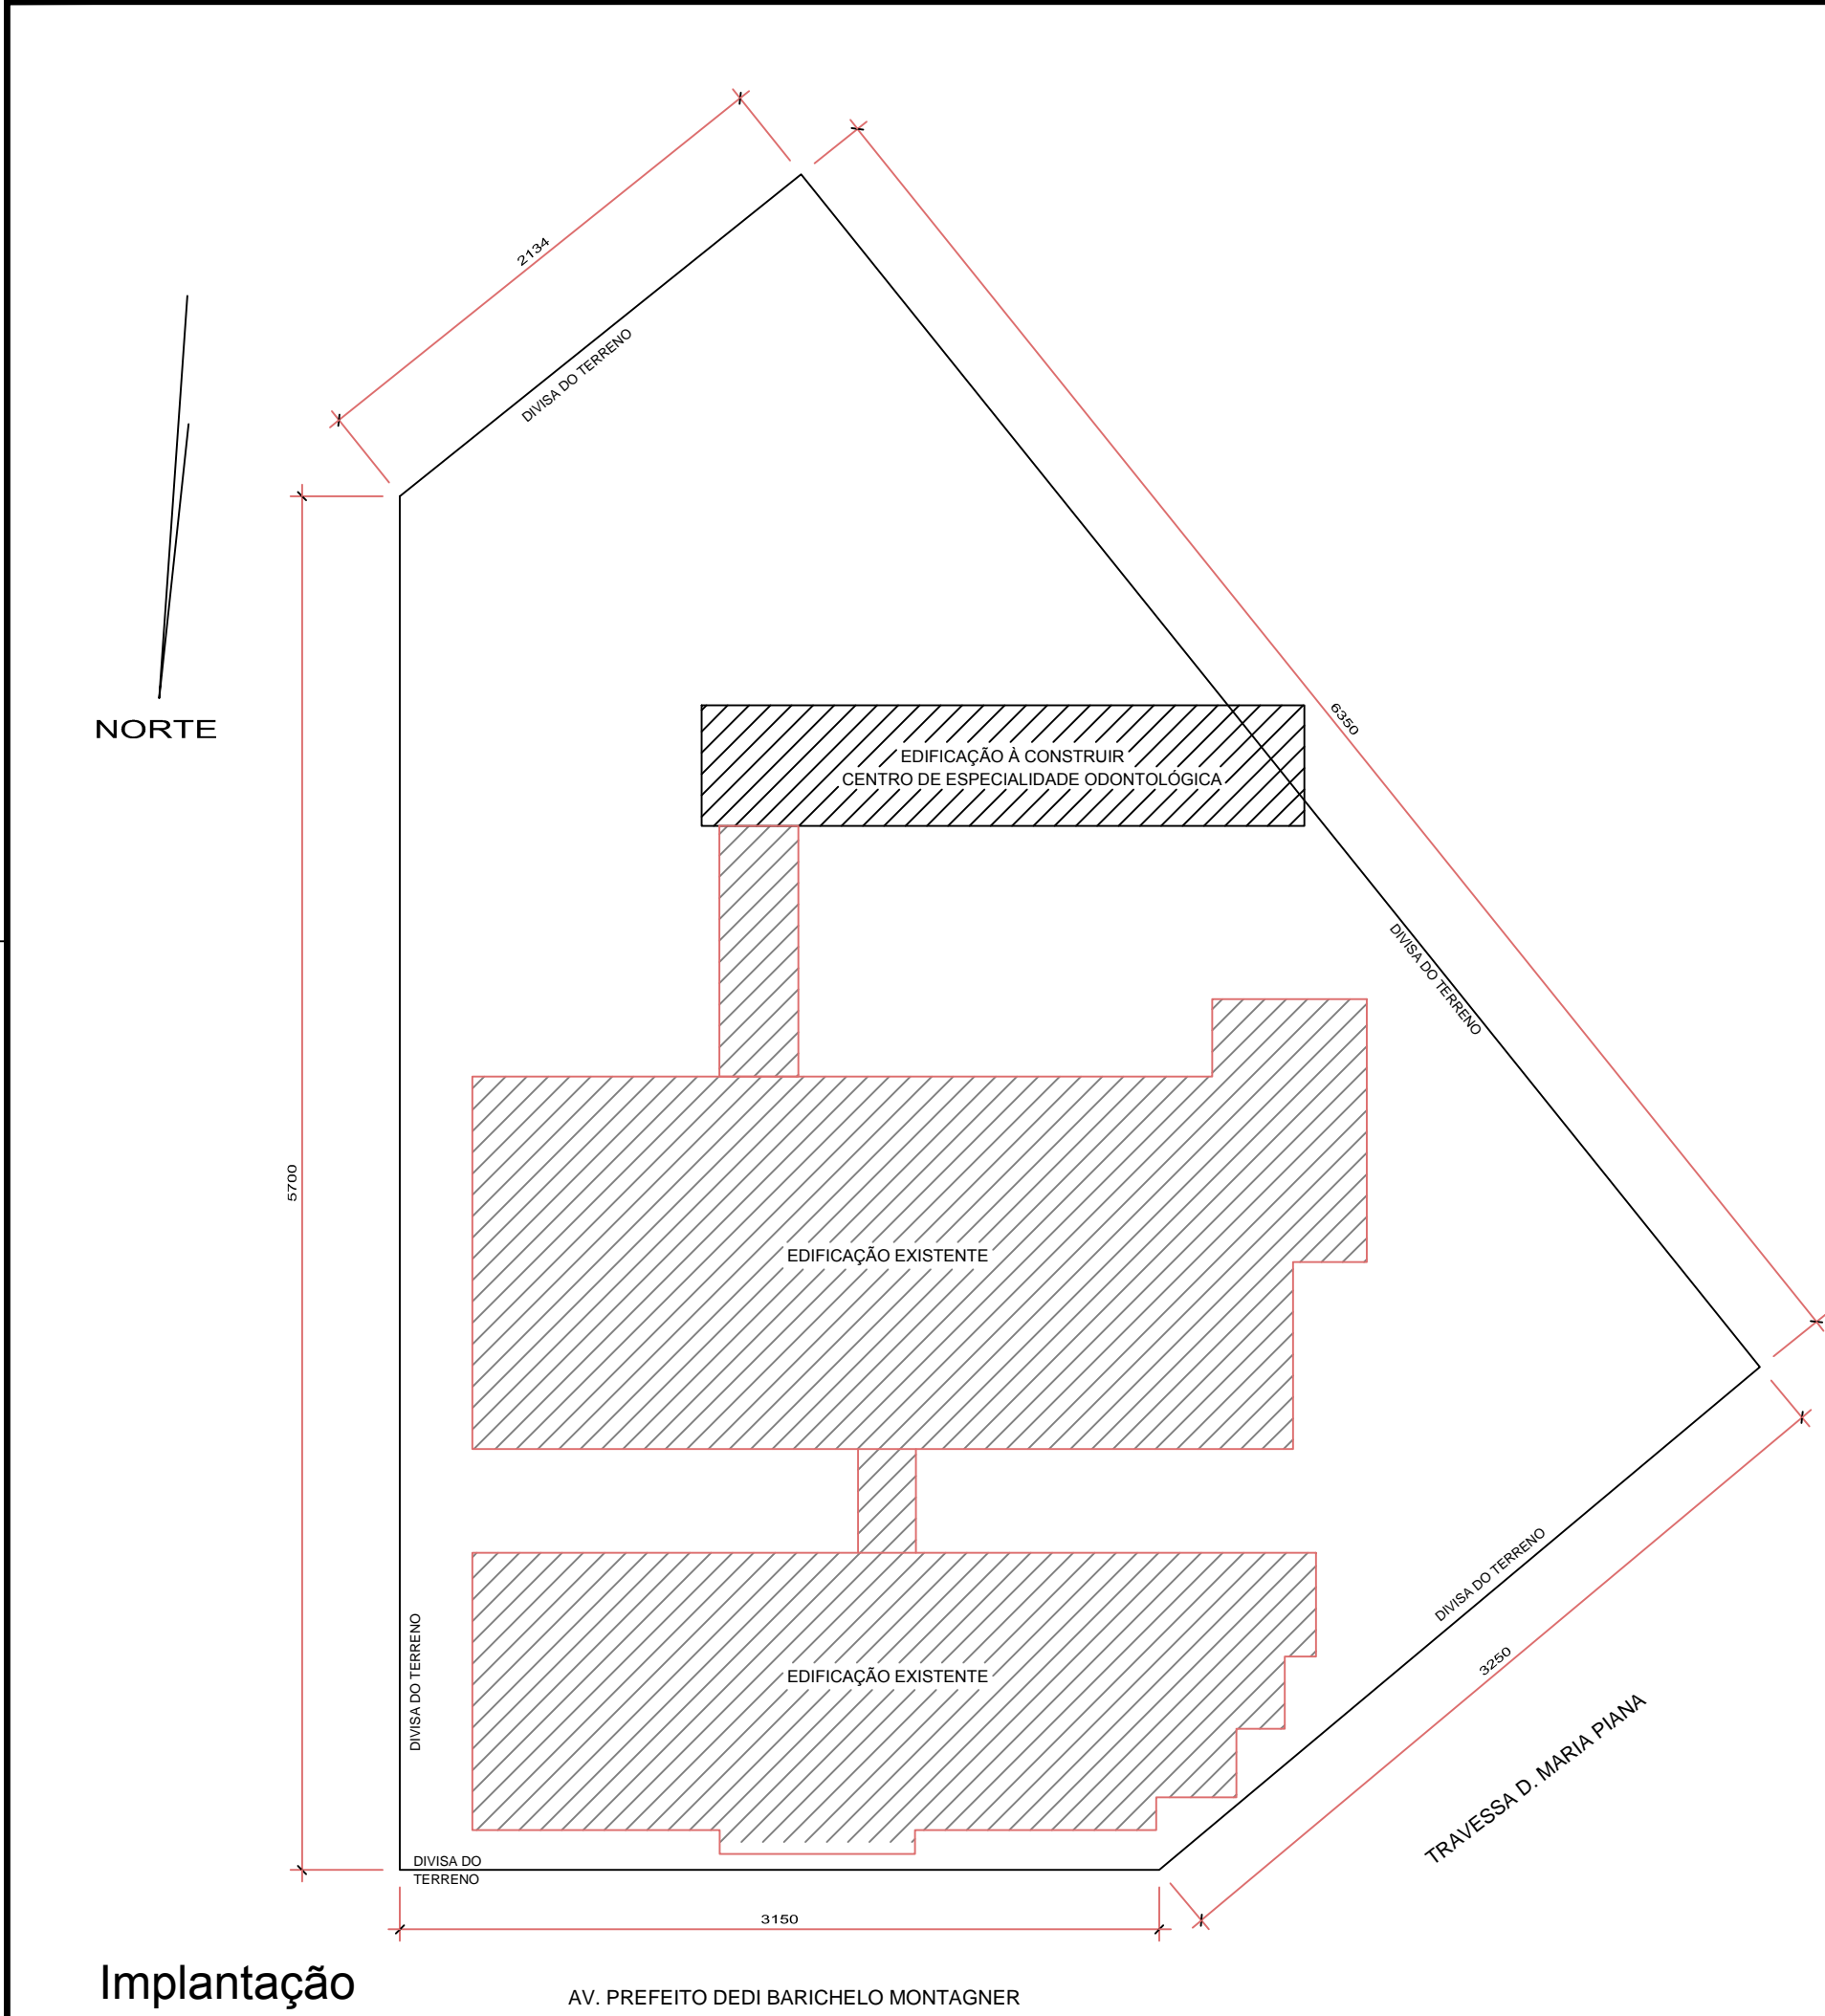 2134
DIVISA DO TERRENO
NORTE
6350
EDIFICAÇÃO À CONSTRUIR
CENTRO DE ESPECIALIDADE ODONTOLÓGICA
DIVISA DO TERRENO
5700
EDIFICAÇÃO EXISTENTE
DIVISA DO TERRENO
DIVISA DO TERRENO
EDIFICAÇÃO EXISTENTE
3250
TRAVESSA D. MARIA PIANA
DIVISA DO
TERRENO
3150
Implantação
AV. PREFEITO DEDI BARICHELO MONTAGNER